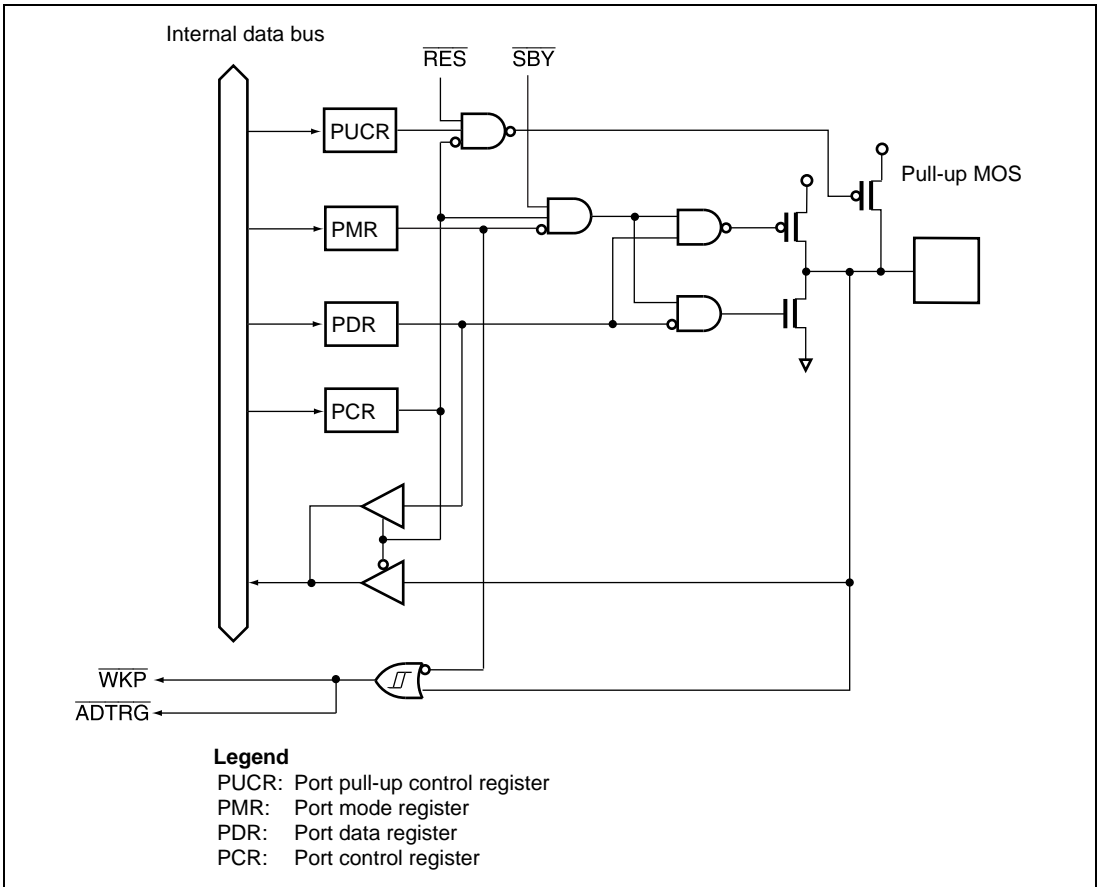 Internal data bus
RES SBY
PUCR
Pull-up MOS
PMR
PDR
PCR
WKP
ADTRG
Legend
PUCR: Port pull-up control register
PMR: Port mode register
PDR: Port data register
PCR: Port control register